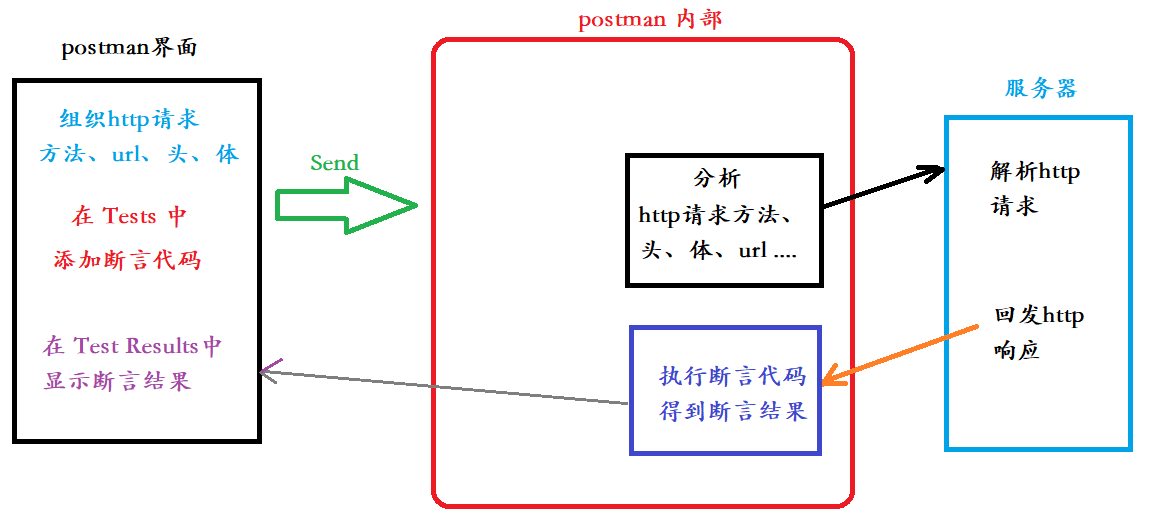 postman 内部
postman界面
组织http请求
方法、url、头、体
在 Tests 中
添加断言代码
在 Test Results中
显示断言结果
Send
分析
http请求方法、
头、体、url ....
执行断言代码
得到断言结果
服务器
解析http
请求
回发http
响应